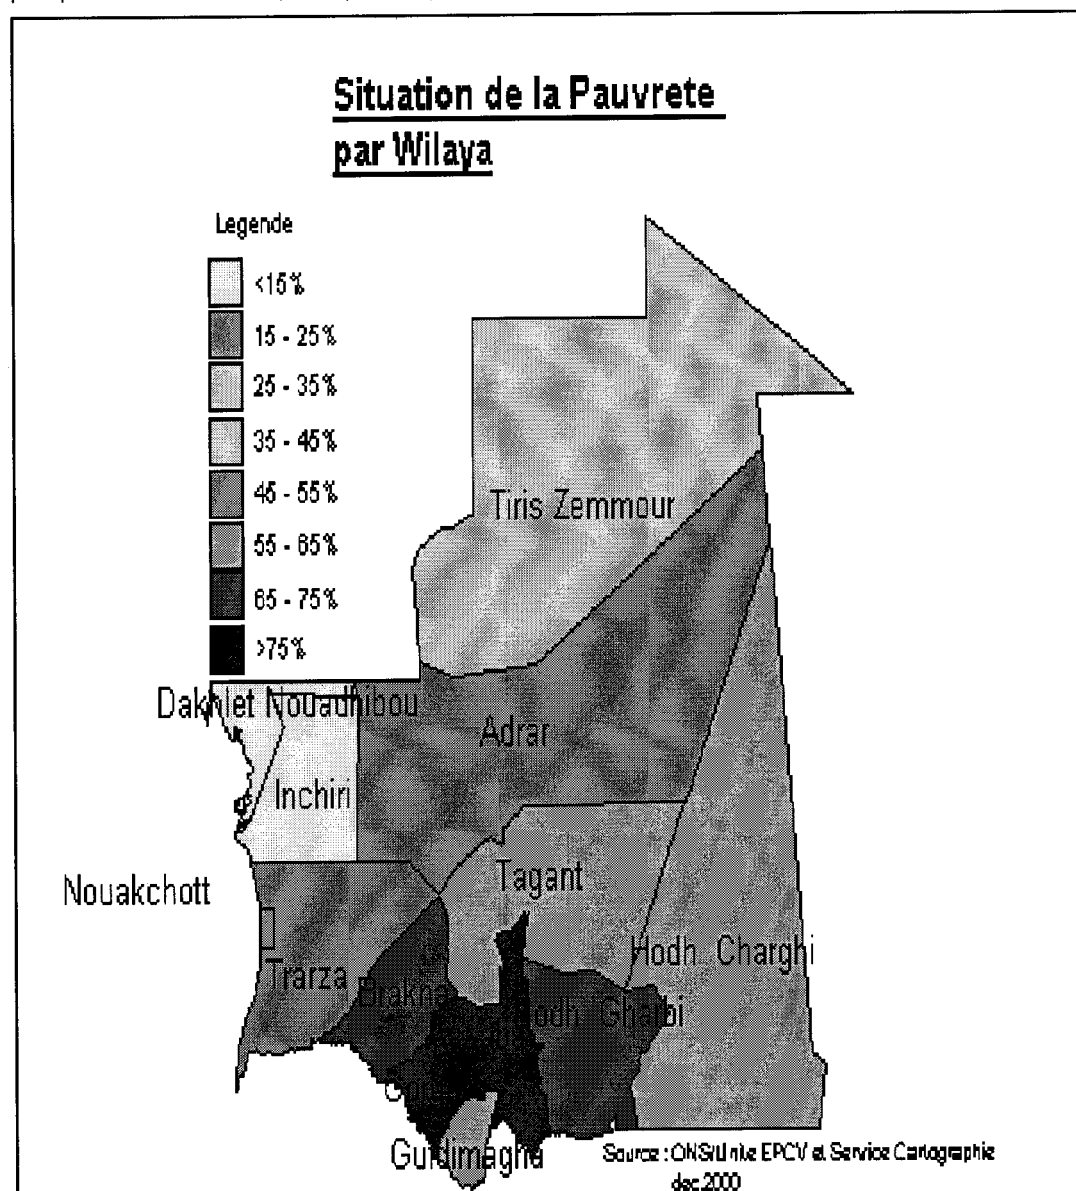 Situation de la Pauvrete
par Wilaya
Legende
<15%
15 - 25%
25 - 35%
35 - 45%
45 - 55%
55 - 65%
65 - 75%
>75%
Tiris Zemmour
Dakhlet Nouadhibou
Adrar
Inchiri
Tagant
Nouakchott
Hodh Charghi
Trarza
Brakna
Hodh Gharbi
Guidimagha
Source : ONS/Unite EPCV et Service Cartographie
dec.2000